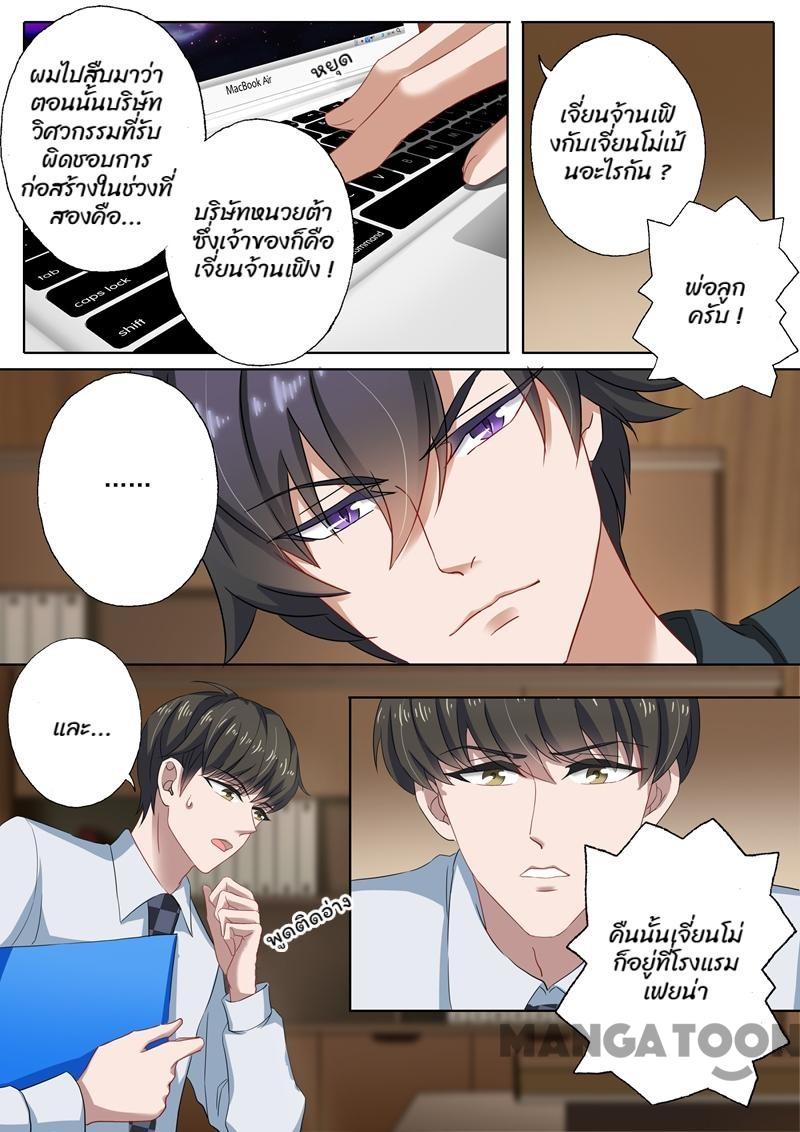 ผมไปสืบมาว่า
ตอนนั้นบริษัท
วิศวกรรมที่รับ
ผิดชอบการ
ก่อสร้างในช่วงที่
สองคือ...
MacBook Air
หยุด
บริษัทหนวยต้า
ซึ่งเจ้าของก็คือ
เจี่ยนจ้านเฟิง !
command
tab
caps lock
shift
เจี่ยนจ้านเฟิ
งกับเจี่ยนโม่เป้
นอะไรกัน ?
พ่อลูก
ครับ !
......
และ...
พูดติดอ่าง
คืนนั้นเจี่ยนโม่
ก็อยู่ที่โรงแรม
เฟยน่า
MANGATOON